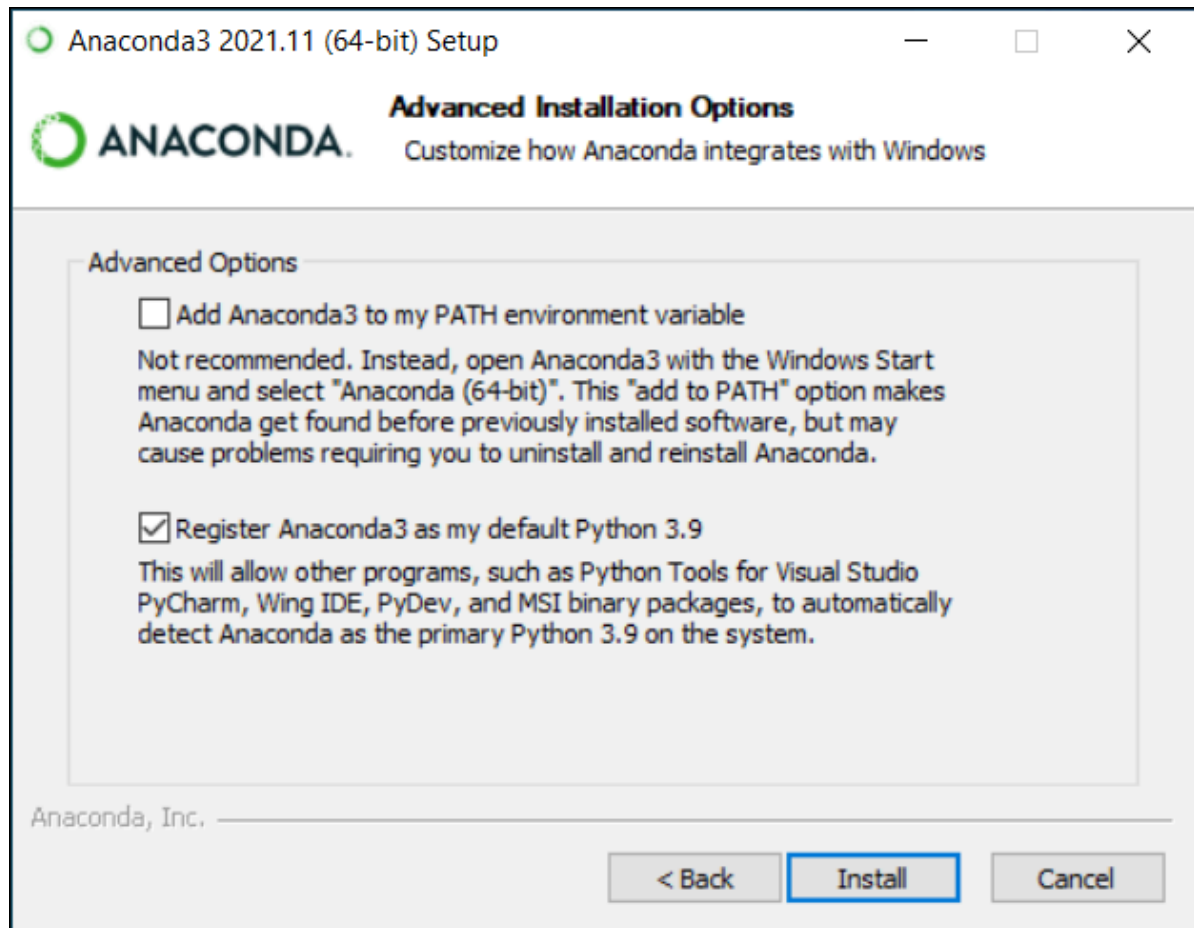 Anaconda3 2021.11 (64-bit) Setup
ANACONDA.
Advanced Installation Options
Customize how Anaconda integrates with Windows
Advanced Options
Add Anaconda3 to my PATH environment variable
Not recommended. Instead, open Anaconda3 with the Windows Start
menu and select "Anaconda (64-bit)". This "add to PATH" option makes
Anaconda get found before previously installed software, but may
cause problems requiring you to uninstall and reinstall Anaconda.
Register Anaconda3 as my default Python 3.9
This will allow other programs, such as Python Tools for Visual Studio
PyCharm, Wing IDE, PyDev, and MSI binary packages, to automatically
detect Anaconda as the primary Python 3.9 on the system.
Anaconda, Inc.
< Back
Install
Cancel